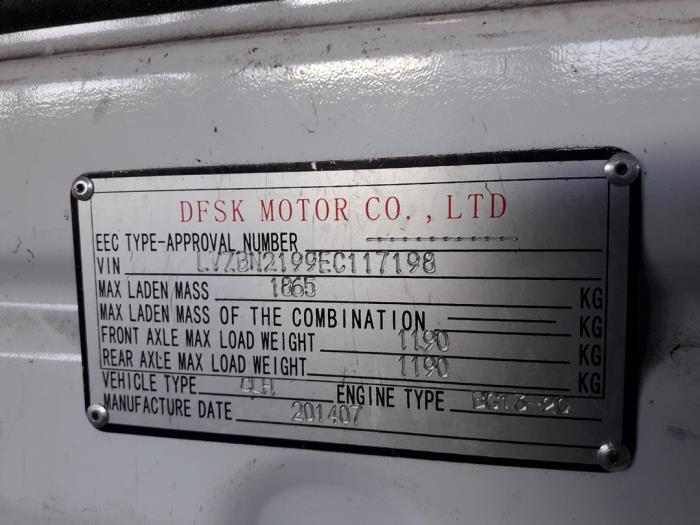 DFSK MOTOR CO., LTD
EEC TYPE-APPROVAL NUMBER ------------
VIN LVZBN2199EC117198
MAX LADEN MASS 1865 KG
MAX LADEN MASS OF THE COMBINATION —— —— KG
FRONT AXLE MAX LOAD WEIGHT 1190 KG
REAR AXLE MAX LOAD WEIGHT 1190 KG
VEHICLE TYPE ENGINE TYPE BG13-20
MANUFACTURE DATE 201407